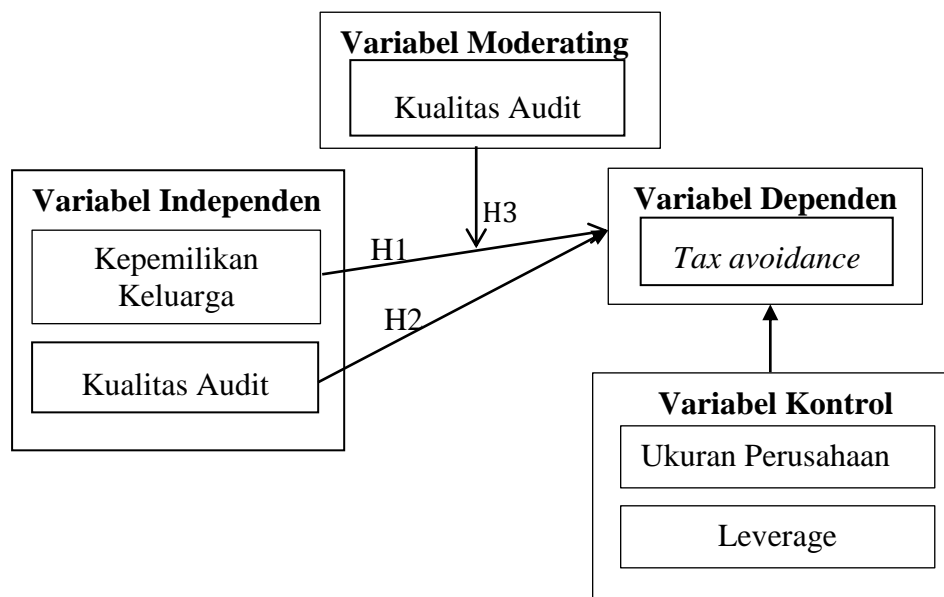 Variabel Moderating
Kualitas Audit
Variabel Independen
Kepemilikan
Keluarga
Kualitas Audit
H1
H2
H3
Variabel Dependen
Tax avoidance
Variabel Kontrol
Ukuran Perusahaan
Leverage